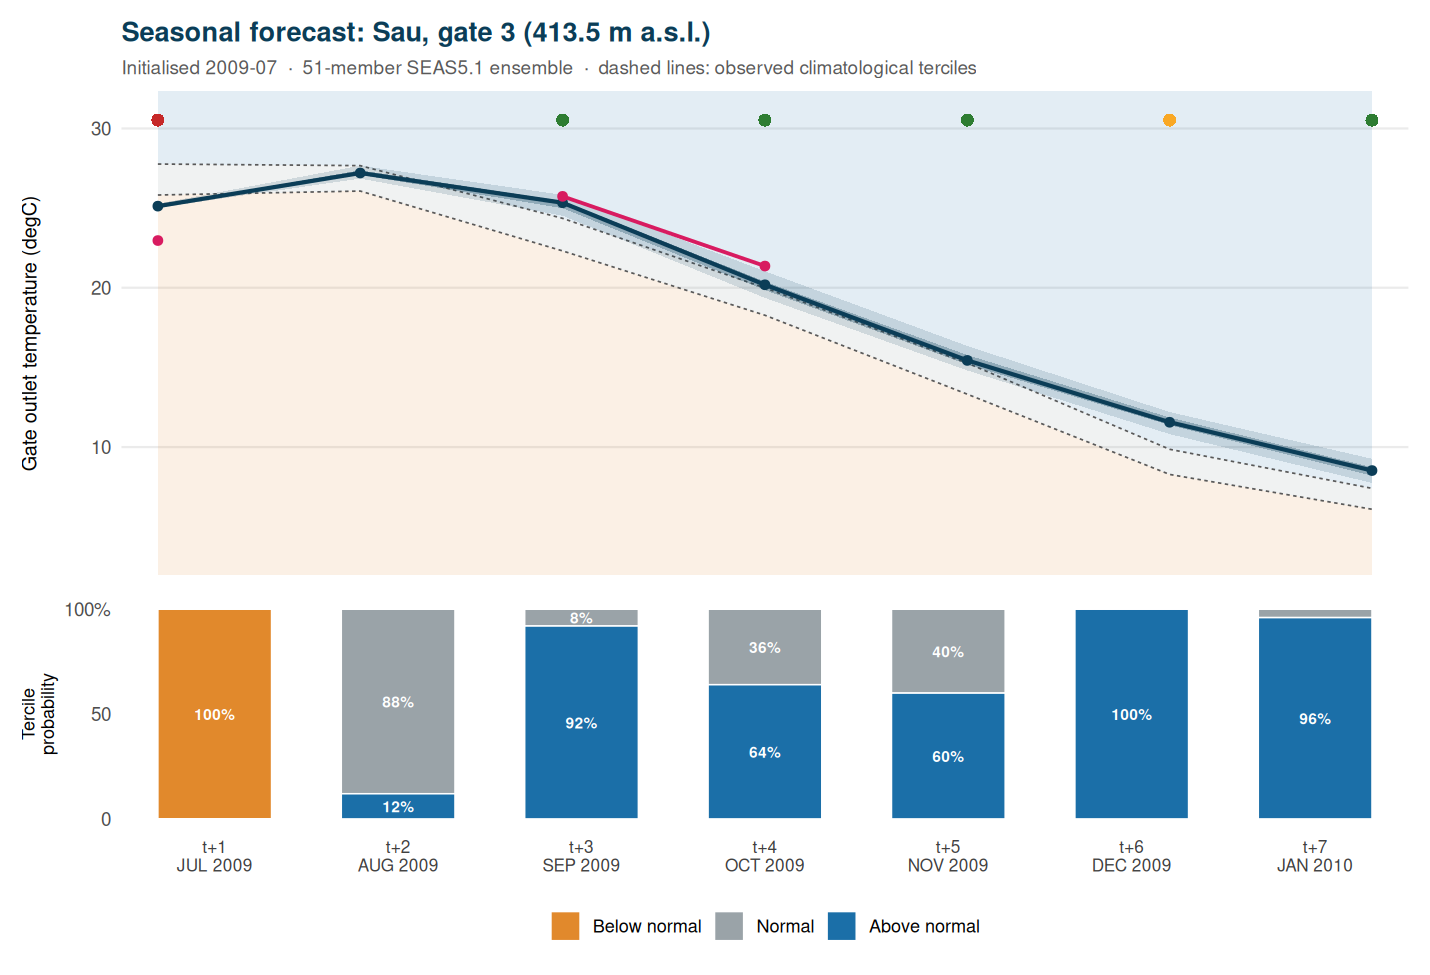 Seasonal forecast: Sau, gate 3 (413.5 m a.s.l.)
Initialised 2009-07 · 51-member SEAS5.1 ensemble · dashed lines: observed climatological terciles
Gate outlet temperature (degC)
30
20
10
Tercile
probability
100%
50
0
100%
88%
12%
8%
92%
36%
64%
40%
60%
100%
96%
t+1
JUL 2009
t+2
AUG 2009
t+3
SEP 2009
t+4
OCT 2009
t+5
NOV 2009
t+6
DEC 2009
t+7
JAN 2010
Below normal
Normal
Above normal